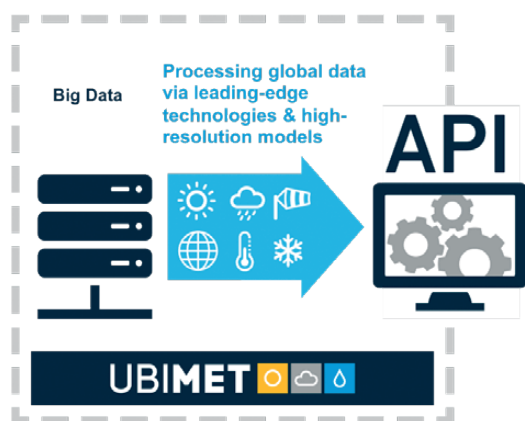 Big Data
Processing global data
via leading-edge
technologies & high-
resolution models
API
UBIMET